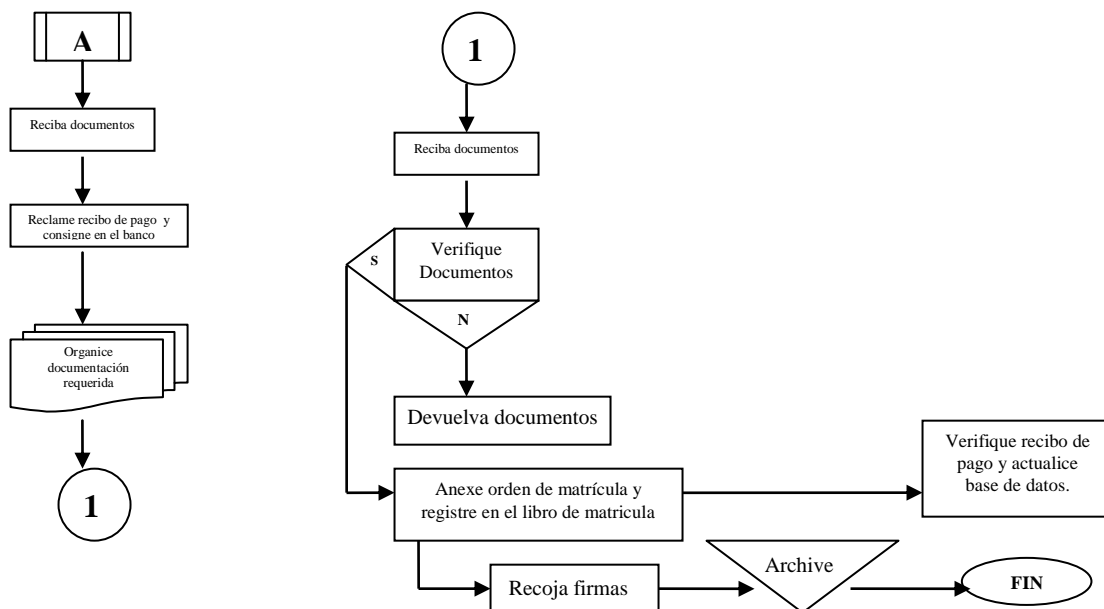 A
Reciba documentos
Reclame recibo de pago y
consigne en el banco
Organice
documentación
requerida
1
1
Reciba documentos
Verifique
Documentos
S
N
Devuelva documentos
Anexe orden de matrícula y
registre en el libro de matricula
Verifique recibo de
pago y actualice
base de datos.
Recoja firmas
Archive
FIN